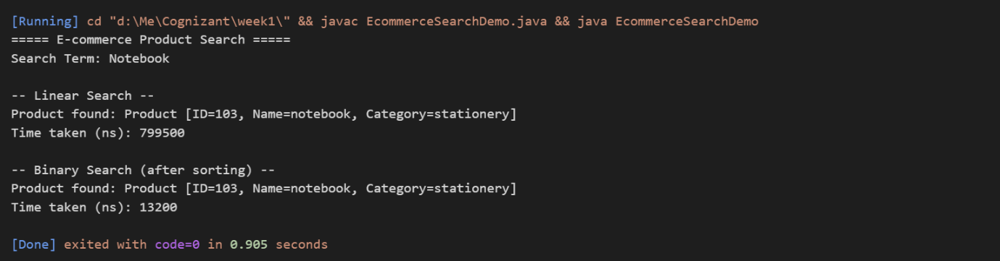 [Running] cd "d:\Me\Cognizant\week1\" && javac EcommerceSearchDemo.java && java EcommerceSearchDemo
===== E-commerce Product Search =====
Search Term: Notebook
-- Linear Search --
Product found: Product [ID=103, Name=notebook, Category=stationery]
Time taken (ns): 799500
-- Binary Search (after sorting) --
Product found: Product [ID=103, Name=notebook, Category=stationery]
Time taken (ns): 13200
[Done] exited with code=0 in 0.905 seconds